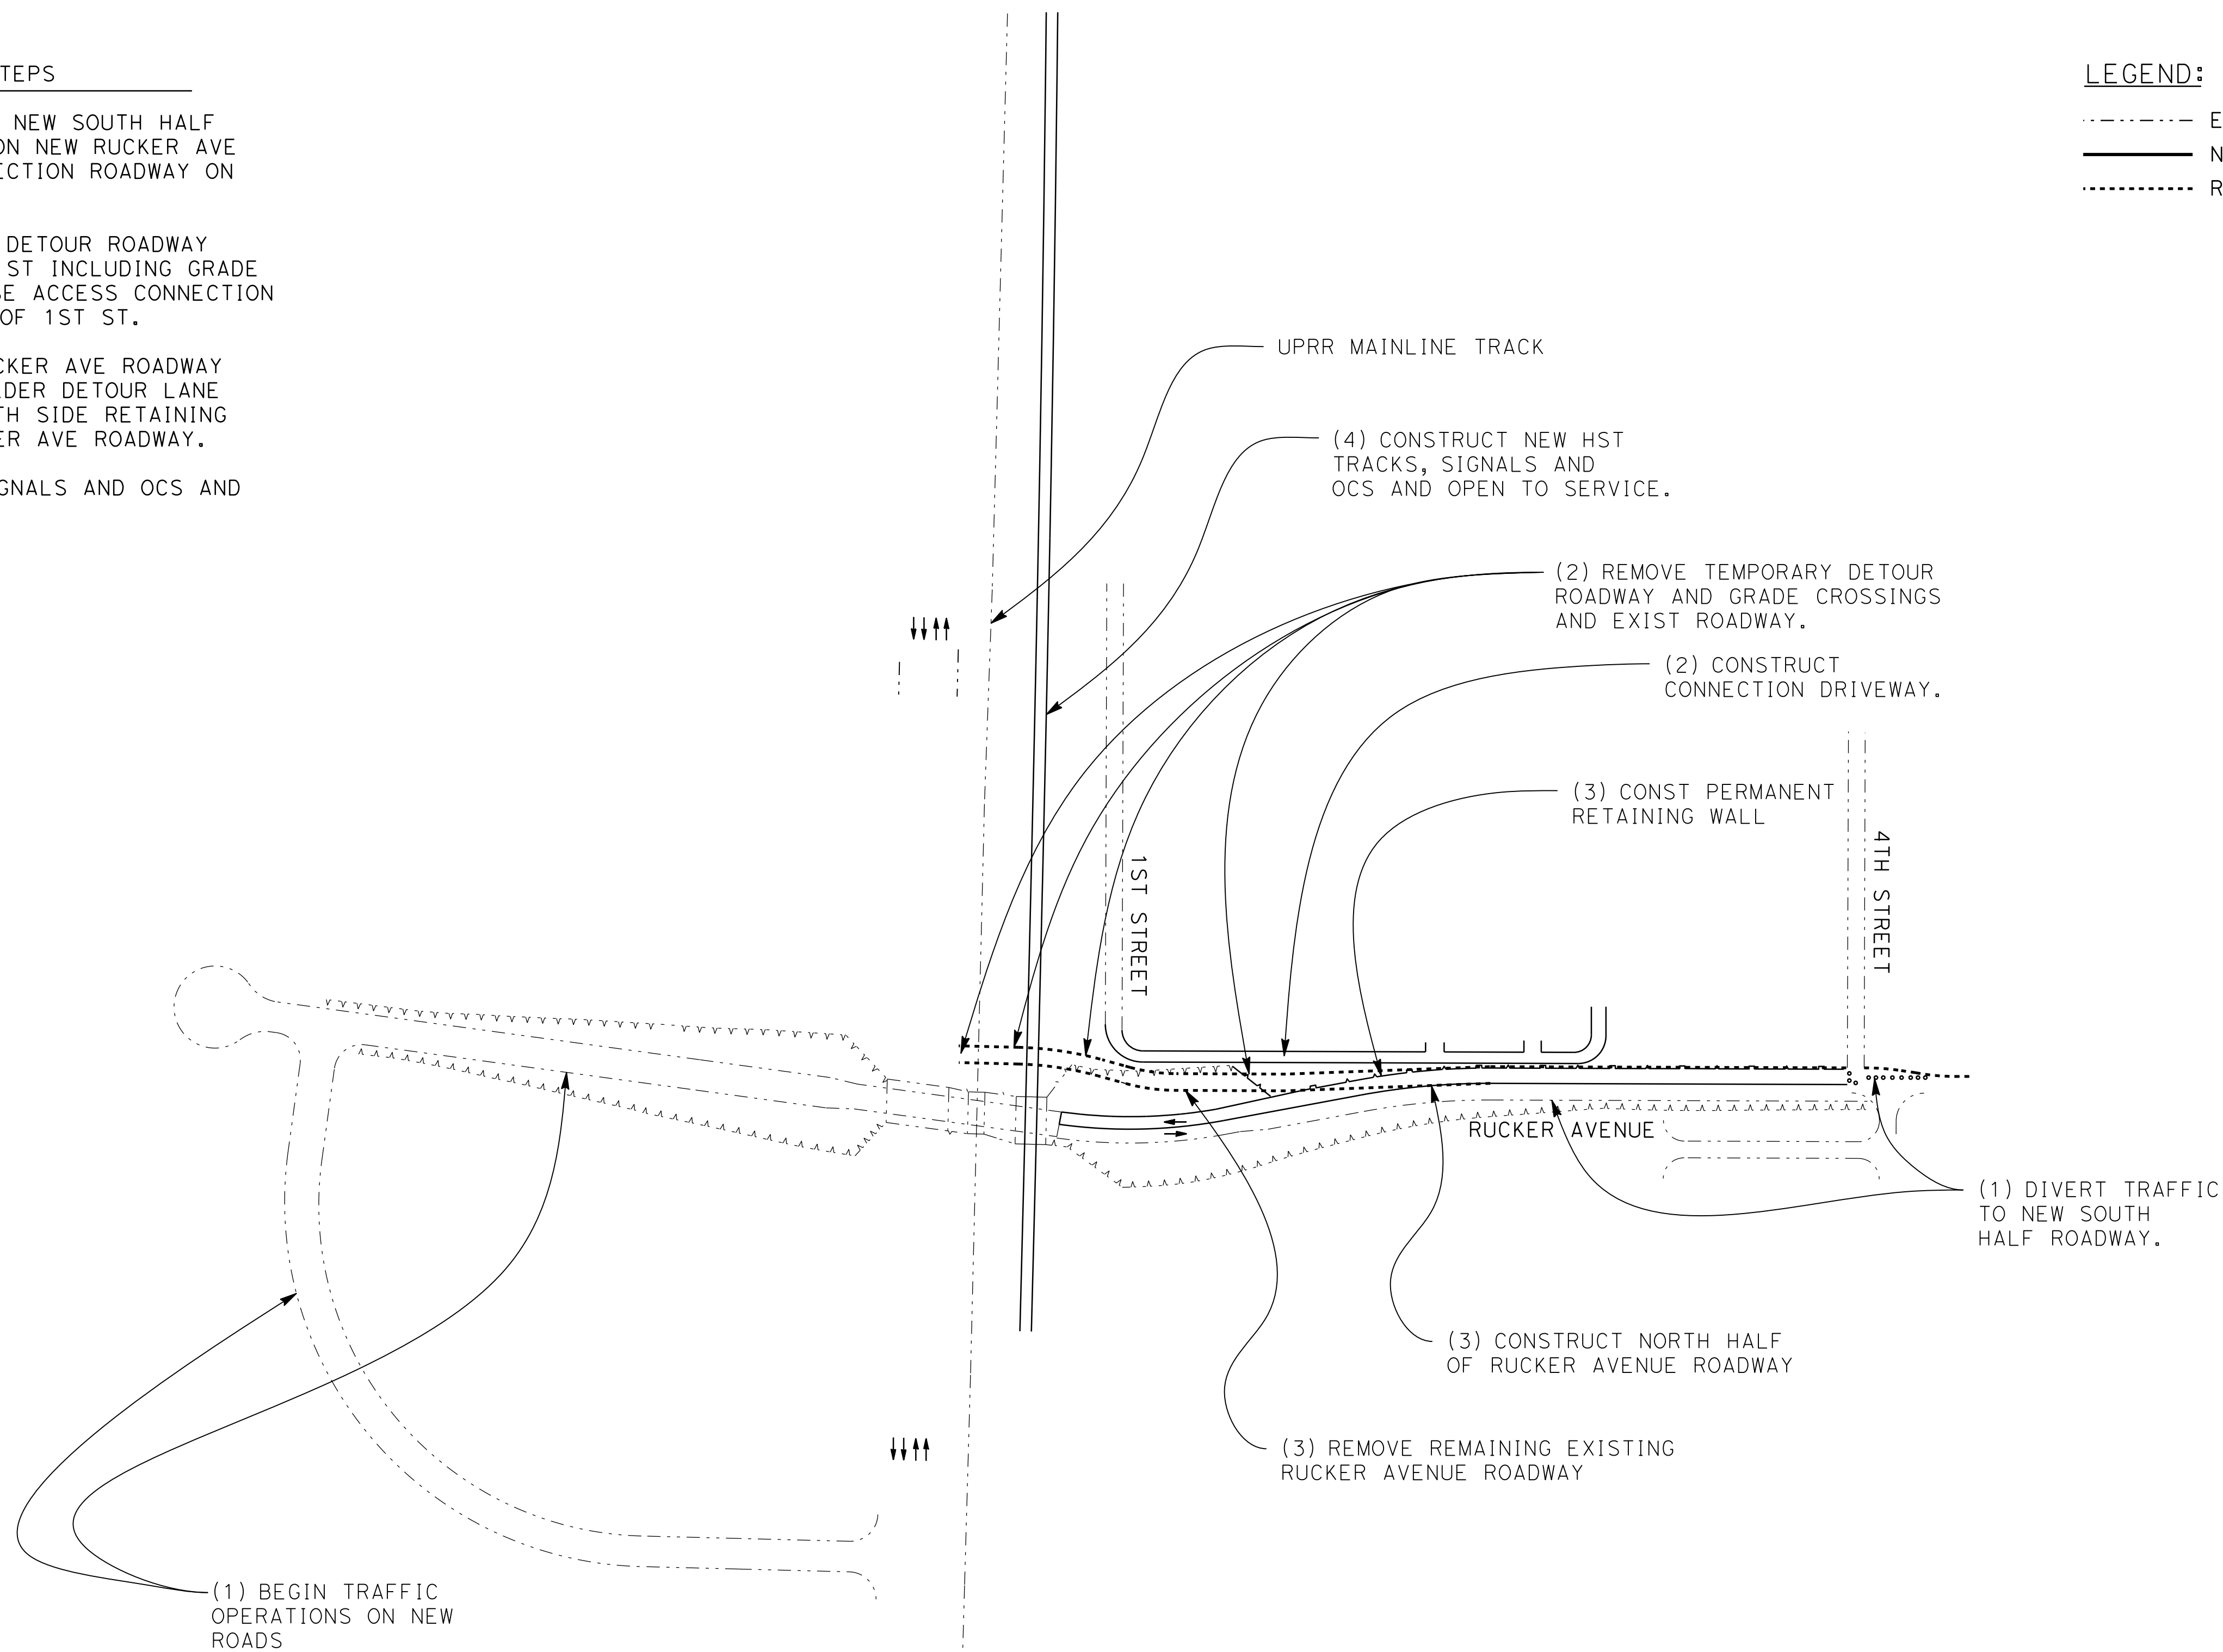 TEPS
NEW SOUTH HALF
ON NEW RUCKER AVE
ECTION ROADWAY ON
DETOUR ROADWAY
ST INCLUDING GRADE
SE ACCESS CONNECTION
OF 1ST ST.
CKER AVE ROADWAY
LDER DETOUR LANE
TH SIDE RETAINING
ER AVE ROADWAY.
GNALS AND OCS AND
LEGEND:
E
N
R
UPRR MAINLINE TRACK
(4) CONSTRUCT NEW HST
TRACKS, SIGNALS AND
OCS AND OPEN TO SERVICE.
(2) REMOVE TEMPORARY DETOUR
ROADWAY AND GRADE CROSSINGS
AND EXIST ROADWAY.
(2) CONSTRUCT
CONNECTION DRIVEWAY.
(3) CONST PERMANENT
RETAINING WALL
1ST STREET
4TH STREET
RUCKER AVENUE
(1) DIVERT TRAFFIC
TO NEW SOUTH
HALF ROADWAY.
(3) CONSTRUCT NORTH HALF
OF RUCKER AVENUE ROADWAY
(3) REMOVE REMAINING EXISTING
RUCKER AVENUE ROADWAY
(1) BEGIN TRAFFIC
OPERATIONS ON NEW
ROADS